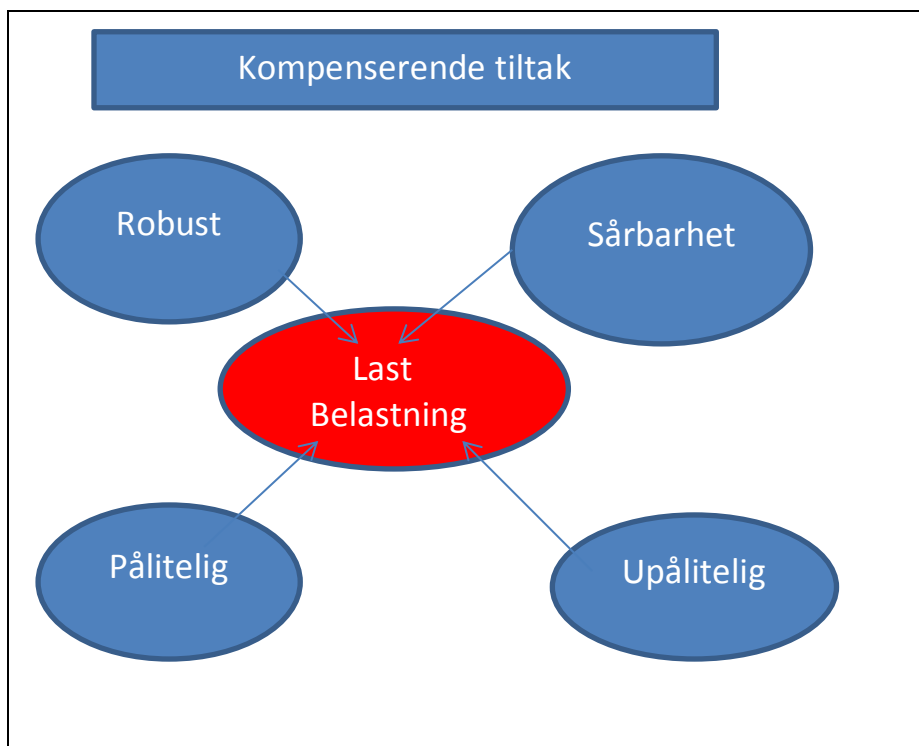 Kompenserende tiltak
Robust
Sårbarhet
Last
Belastning
Pålitelig
Upålitelig